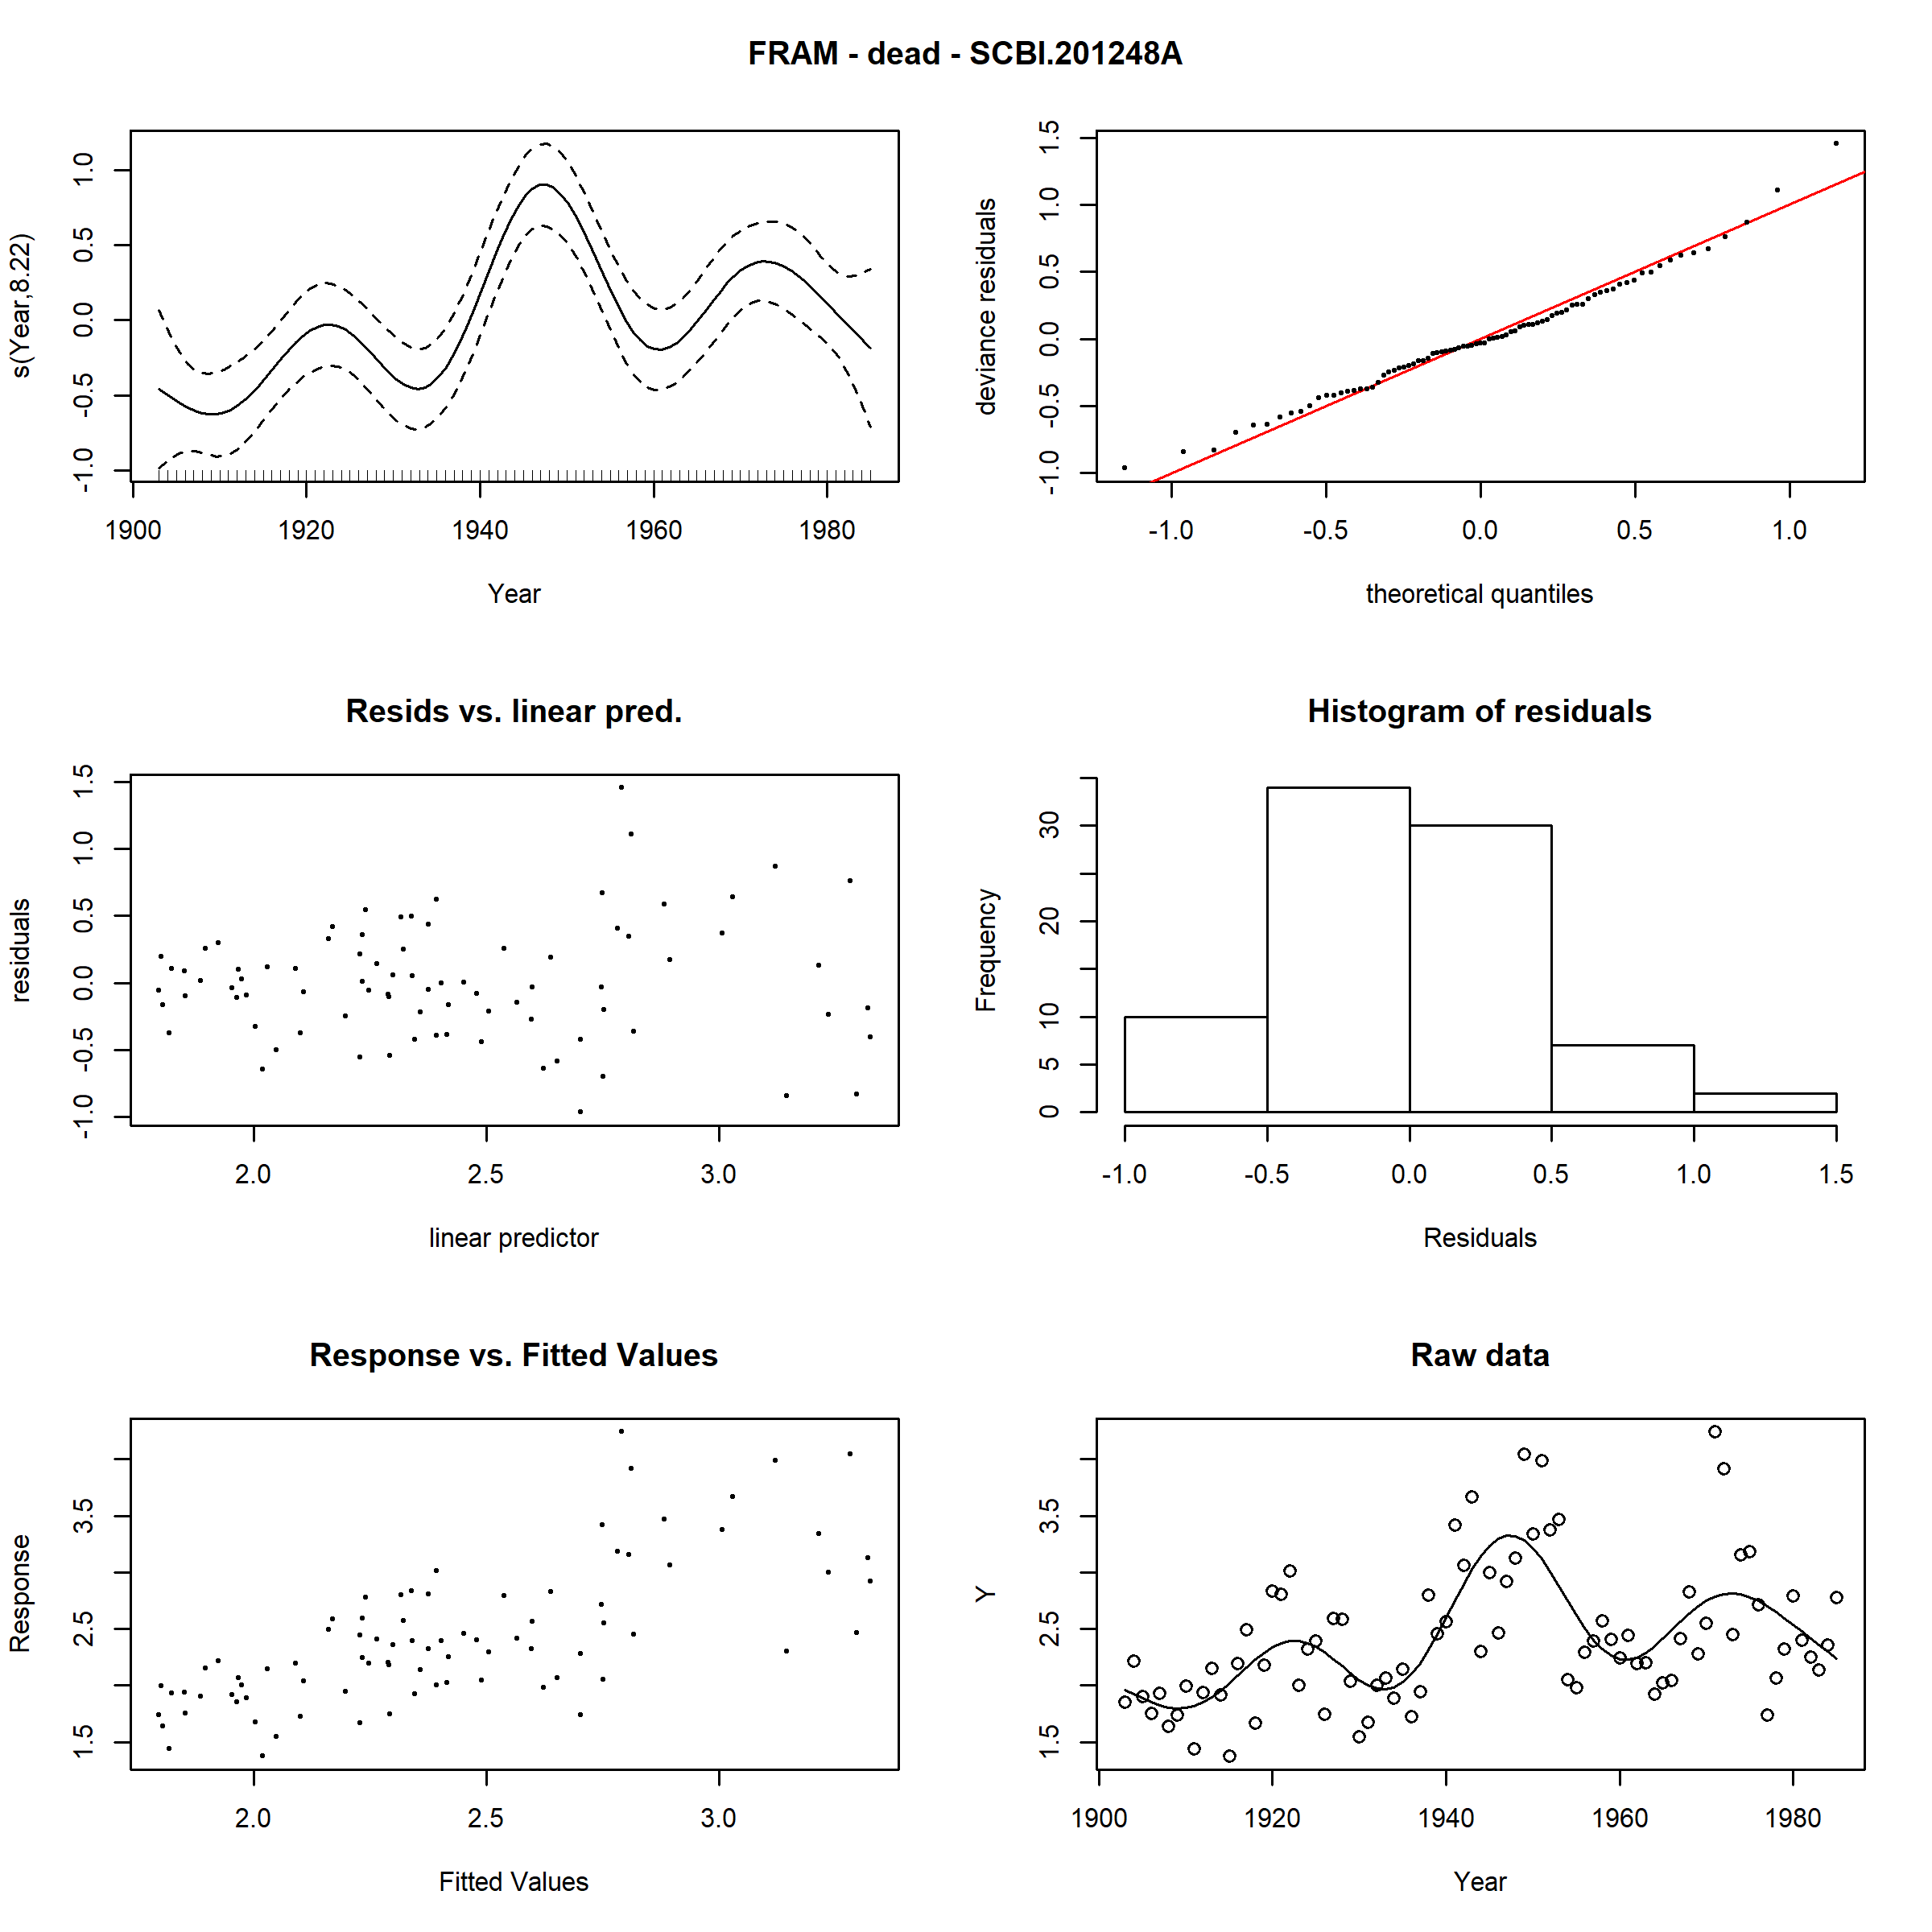 FRAM - dead - SCBI.201248A
s(Year,8.22)
1.0
0.5
0.0
-0.5
-1.0
1900 1920 1940 1960 1980
Year
deviance residuals
1.5
1.0
0.5
0.0
-0.5
-1.0
-1.0 -0.5 0.0 0.5 1.0
theoretical quantiles
Resids vs. linear pred.
residuals
1.5
1.0
0.5
0.0
-0.5
-1.0
2.0 2.5 3.0
linear predictor
Histogram of residuals
Frequency
30
20
10
5
0
-1.0 -0.5 0.0 0.5 1.0 1.5
Residuals
Response vs. Fitted Values
Response
3.5
2.5
1.5
2.0 2.5 3.0
Fitted Values
Raw data
Y
3.5
2.5
1.5
1900 1920 1940 1960 1980
Year